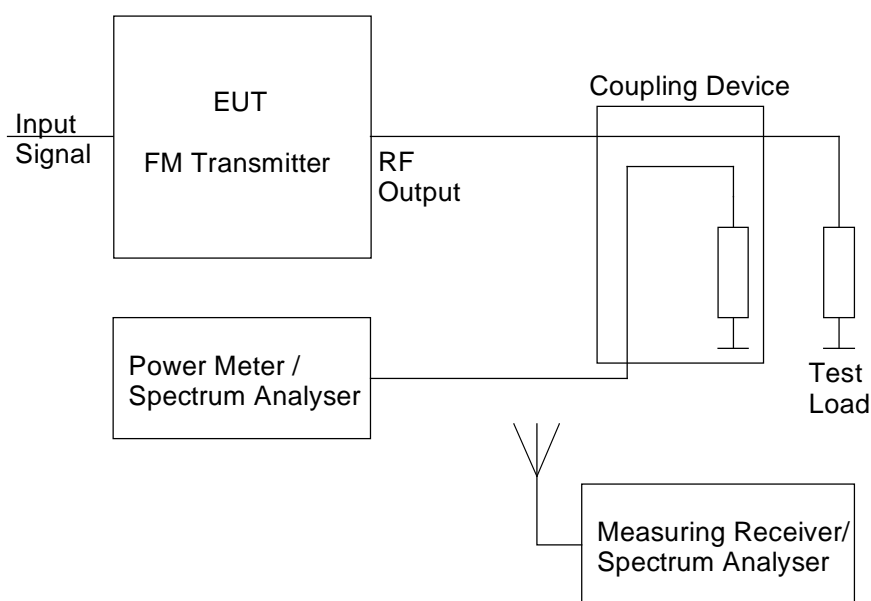 Coupling Device
EUT
FM Transmitter
Input
Signal
RF
Output
Power Meter /
Spectrum Analyser
Test
Load
Measuring Receiver/
Spectrum Analyser